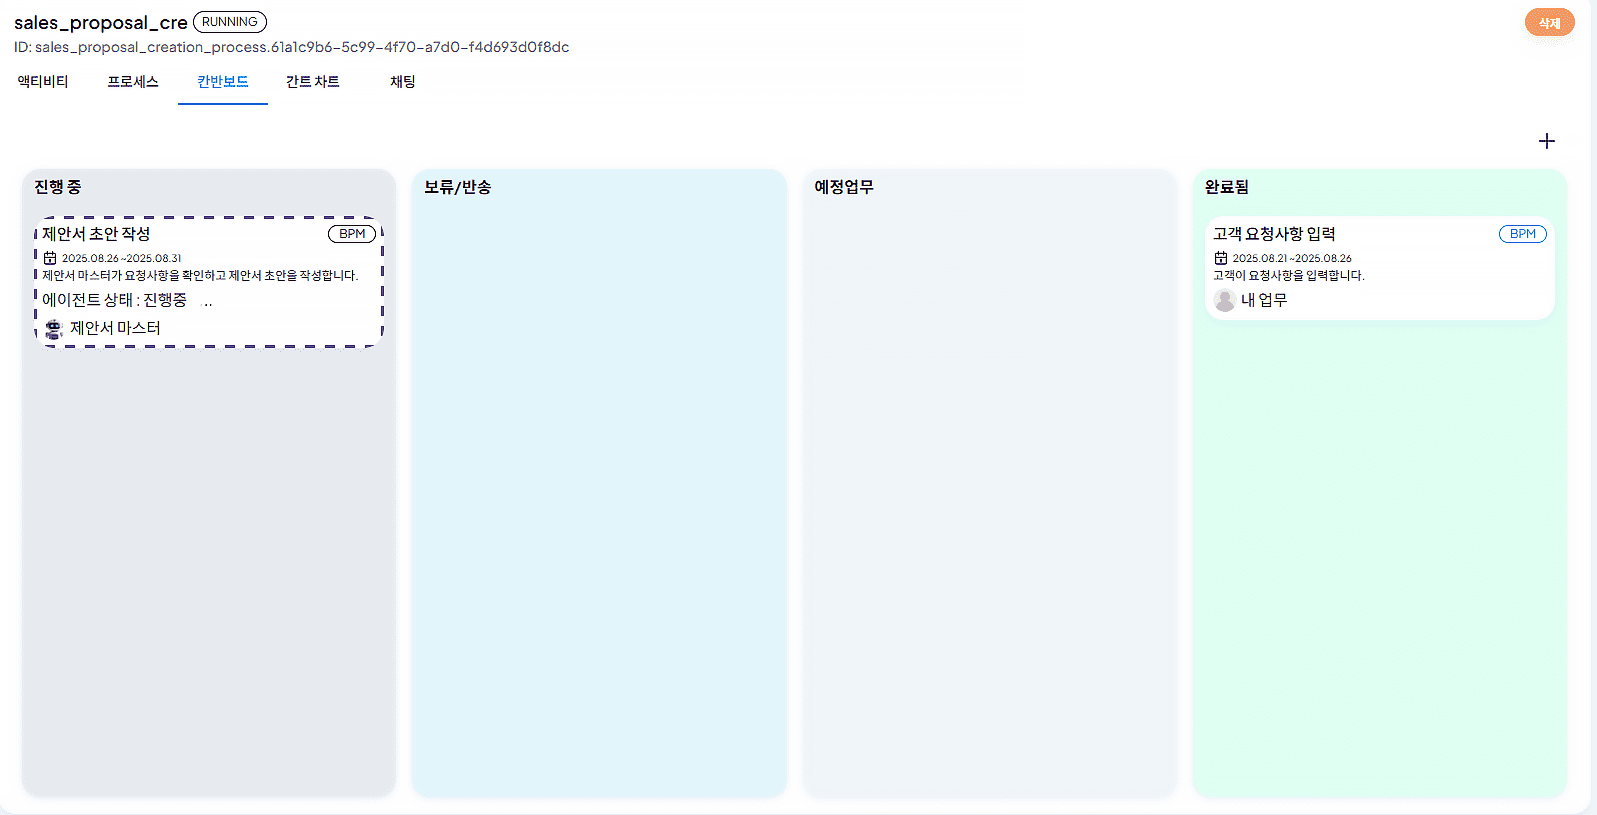 sales_proposal_cre RUNNING
삭제
ID: sales_proposal_creation_process.61a1c9b6-5c99-4f70-a7d0-f4d693d0f8dc
액티비티 프로세스 칸반보드 간트 차트 채팅
+
진행 중
제안서 초안 작성 BPM
2025.08.26 ~2025.08.31
제안서 마스터가 요청사항을 확인하고 제안서 초안을 작성합니다.
에이전트 상태 : 진행중 ...
제안서 마스터
보류/반송
예정업무
완료됨
고객 요청사항 입력 BPM
2025.08.21 ~2025.08.26
고객이 요청사항을 입력합니다.
내 업무